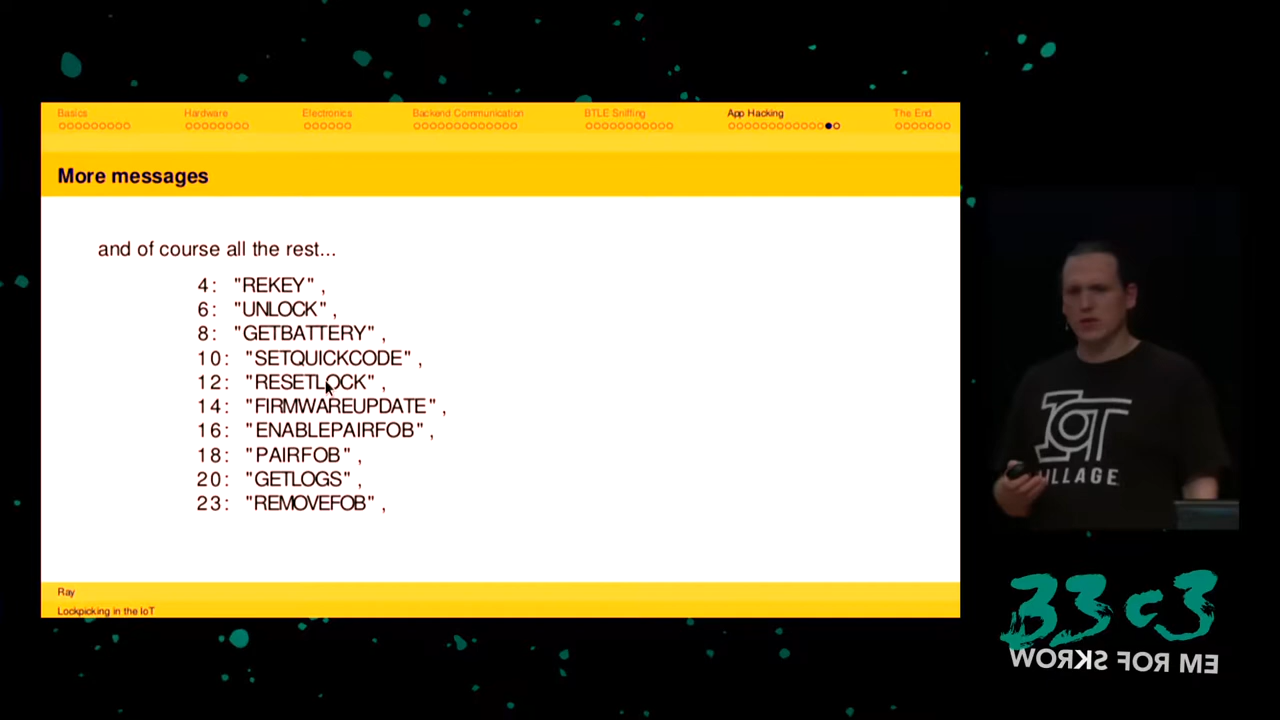 Basics
Hardware
Electronics
Backend Communication
BTLE Sniffing
App Hacking
The End
More messages
and of course all the rest...
4: "REKEY",
6: "UNLOCK",
8: "GETBATTERY",
10: "SETQUICKCODE",
12: "RESETLOCK",
14: "FIRMWAREUPDATE",
16: "ENABLEPAIRFOB",
18: "PAIRFOB",
20: "GETLOGS",
23: "REMOVEFOB",
Ray
Lockpicking in the IoT
IOT
VILLAGE
33c3
WORKS FOR ME